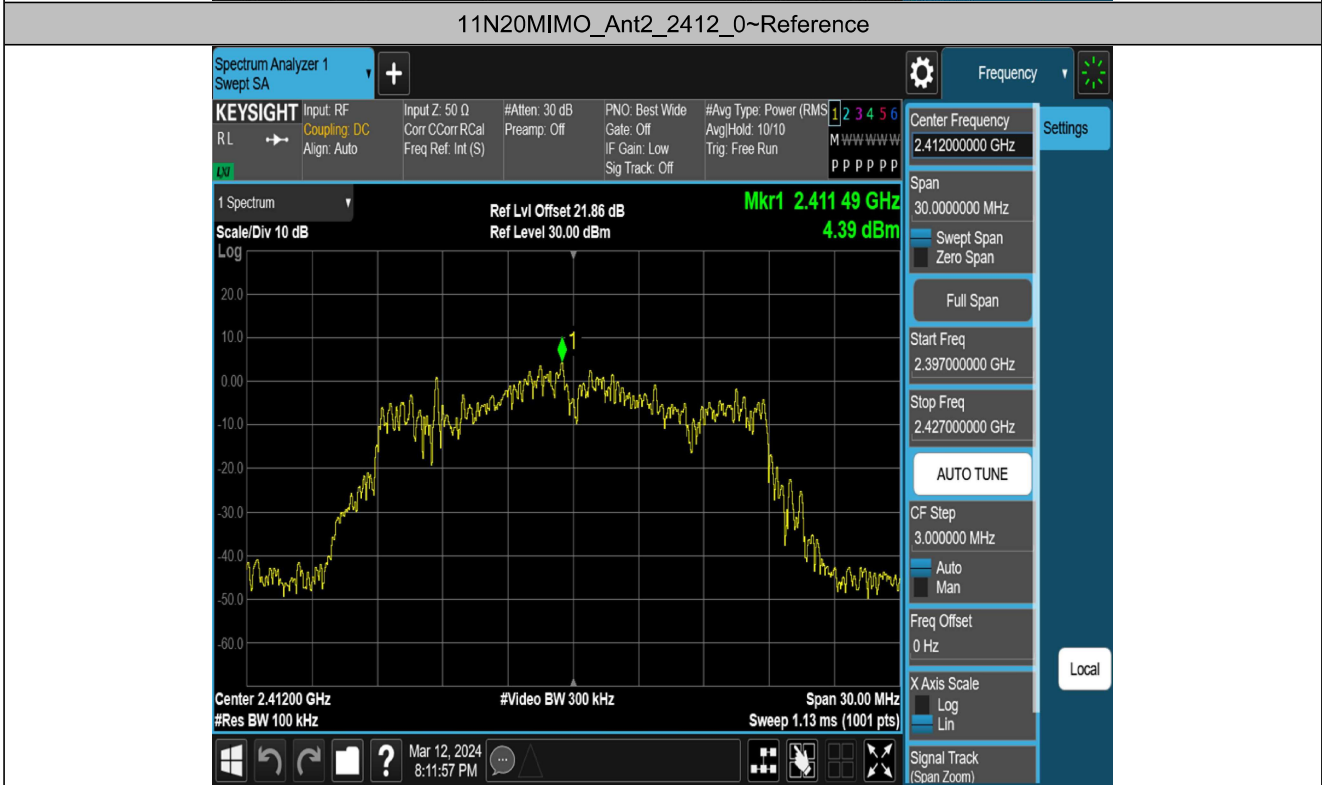 11N20MIMO_Ant2_2412_0~Reference
Spectrum Analyzer 1
Swept SA
+
Frequency
KEYSIGHT
RL
LXI
Input: RF
Coupling: DC
Align: Auto
Input Z: 50 Ω
Corr CCorr RCal
Freq Ref: Int (S)
#Atten: 30 dB
Preamp: Off
PNO: Best Wide
Gate: Off
IF Gain: Low
Sig Track: Off
#Avg Type: Power (RMS
Avg|Hold: 10/10
Trig: Free Run
1 2 3 4 5 6
M W W W W W
P P P P P P
1 Spectrum
Scale/Div 10 dB
Log
Ref Lvl Offset 21.86 dB
Ref Level 30.00 dBm
Mkr1 2.411 49 GHz
4.39 dBm
20.0
10.0
0.00
-10.0
-20.0
-30.0
-40.0
-50.0
-60.0
1
Center 2.41200 GHz
#Res BW 100 kHz
#Video BW 300 kHz
Span 30.00 MHz
Sweep 1.13 ms (1001 pts)
Center Frequency
2.412000000 GHz
Settings
Span
30.0000000 MHz
Swept Span
Zero Span
Full Span
Start Freq
2.397000000 GHz
Stop Freq
2.427000000 GHz
AUTO TUNE
CF Step
3.000000 MHz
Auto
Man
Freq Offset
0 Hz
X Axis Scale
Log
Lin
Local
Signal Track
(Span Zoom)
?
Mar 12, 2024
8:11:57 PM